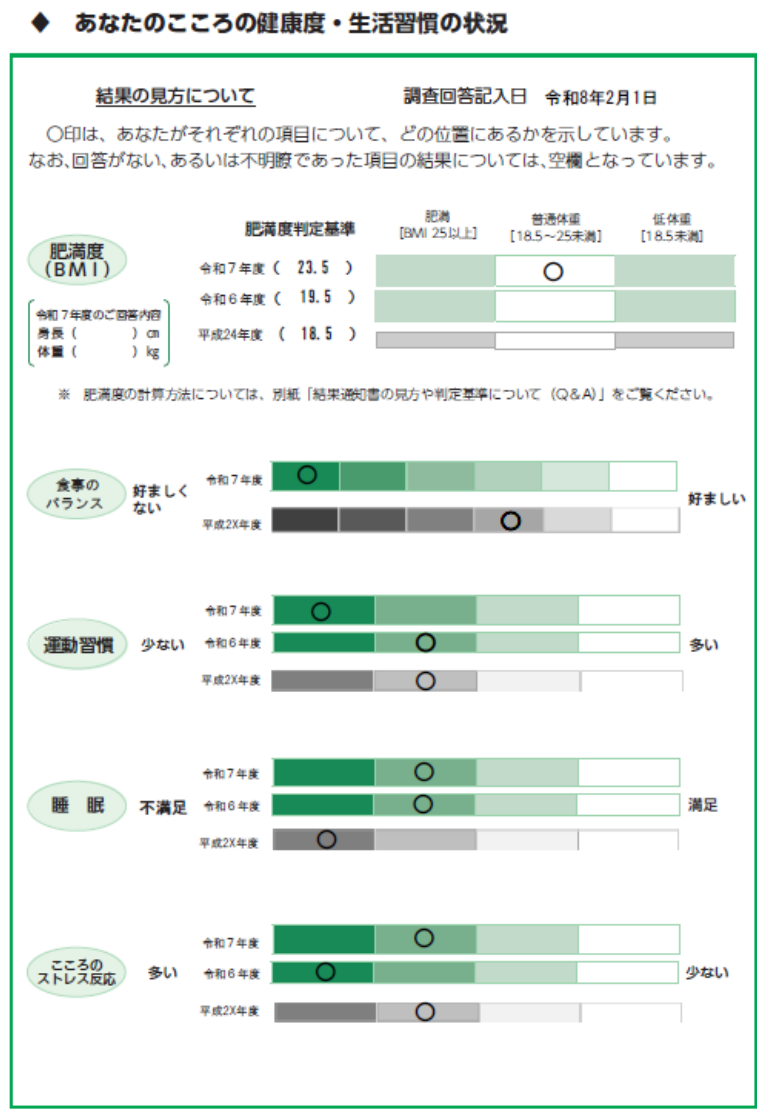 ◆ あなたのこころの健康度・生活習慣の状況
結果の見方について 調査回答記入日 令和8年2月1日
〇印は、あなたがそれぞれの項目について、どの位置にあるかを示しています。
なお、回答がない、あるいは不明瞭であった項目の結果については、空欄となっています。
肥満度判定基準 肥満 [BMI 25以上] 普通体重 [18.5～25未満] 低体重 [18.5未満]
肥満度
(BMI)
令和7年度 ( 23.5 )
令和6年度 ( 19.5 )
平成24年度 ( 18.5 )
令和7年度のご回答内容
身長 ( ) cm
体重 ( ) kg
※ 肥満度の計算方法については、別紙「結果通知書の見方や判定基準について（Q&A）」をご覧ください。
食事の
バランス
好ましく
ない
令和7年度
平成2X年度
好ましい
運動習慣
少ない
令和7年度
令和6年度
平成2X年度
多い
睡 眠
不満足
令和7年度
令和6年度
平成2X年度
満足
こころの
ストレス反応
多い
令和7年度
令和6年度
平成2X年度
少ない